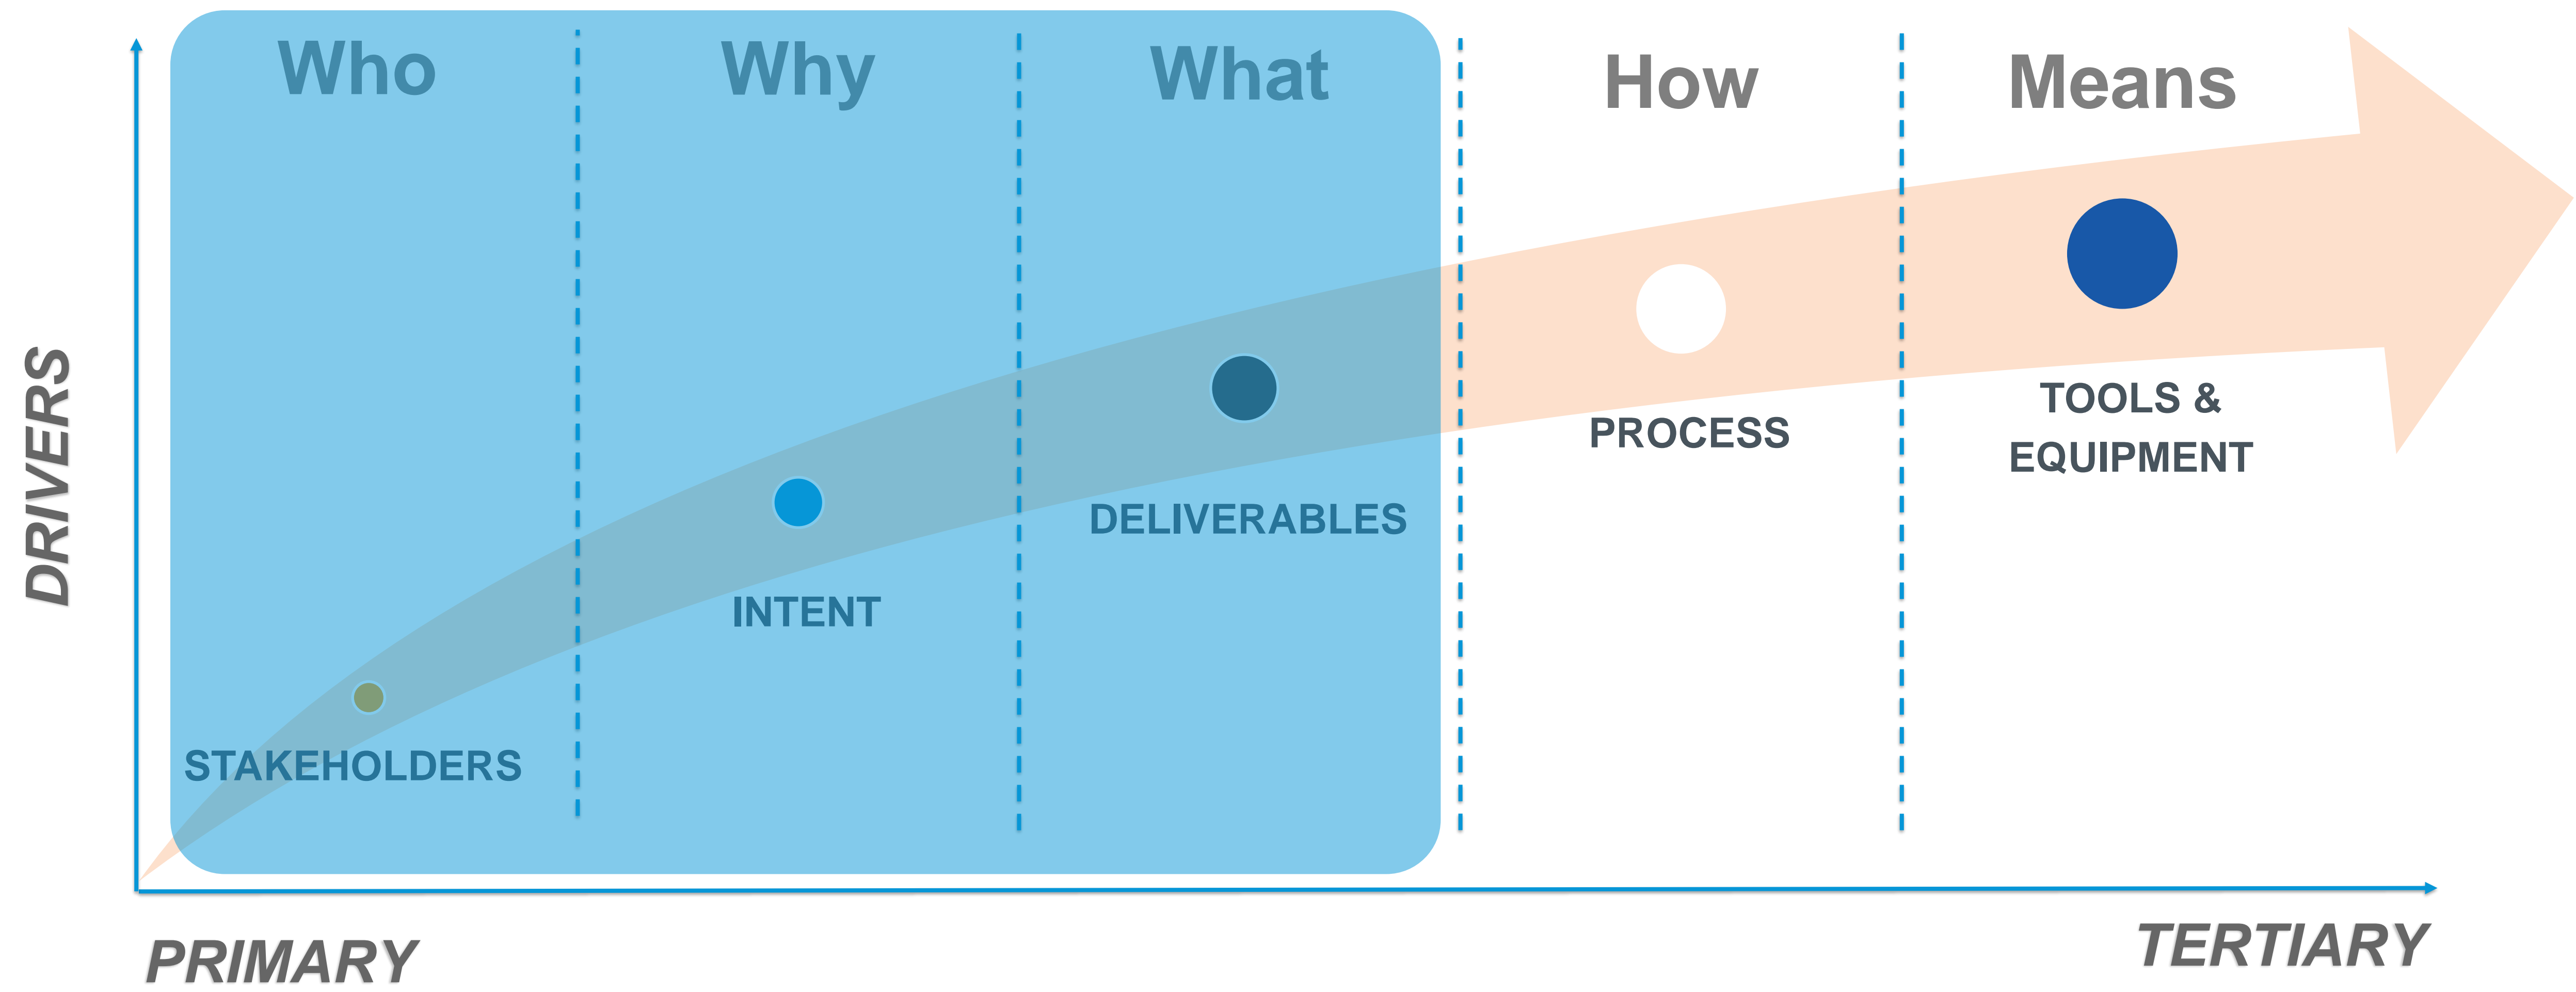 Who
Why
What
How
Means
DRIVERS
STAKEHOLDERS
INTENT
DELIVERABLES
PROCESS
TOOLS &
EQUIPMENT
PRIMARY
TERTIARY